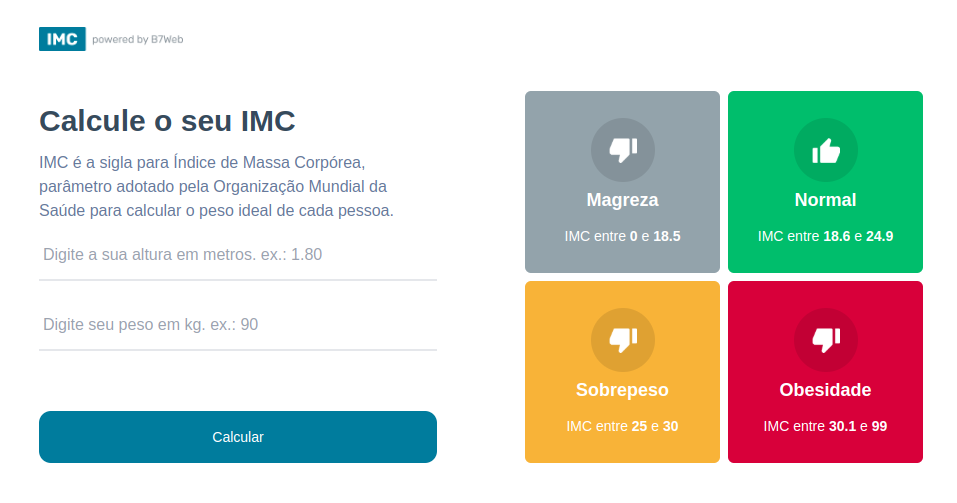 IMC powered by B7Web
Calcule o seu IMC
IMC é a sigla para Índice de Massa Corpórea,
parâmetro adotado pela Organização Mundial da
Saúde para calcular o peso ideal de cada pessoa.
Digite a sua altura em metros. ex.: 1.80
Digite seu peso em kg. ex.: 90
Calcular
Magreza
IMC entre 0 e 18.5
Normal
IMC entre 18.6 e 24.9
Sobrepeso
IMC entre 25 e 30
Obesidade
IMC entre 30.1 e 99